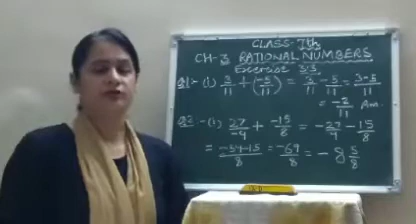 CLASS- 7th
CH-3 RATIONAL NUMBERS
Exercise 3.3
Q1:- (i) 3/11 + (-5/11) = 3/11 - 5/11 = 3-5/11
= -2/11 Ans.
Q2 -(i) 27/-4 + -15/8 = -27/4 - 15/8
= -54-15/8 = -69/8 = - 8 5/8